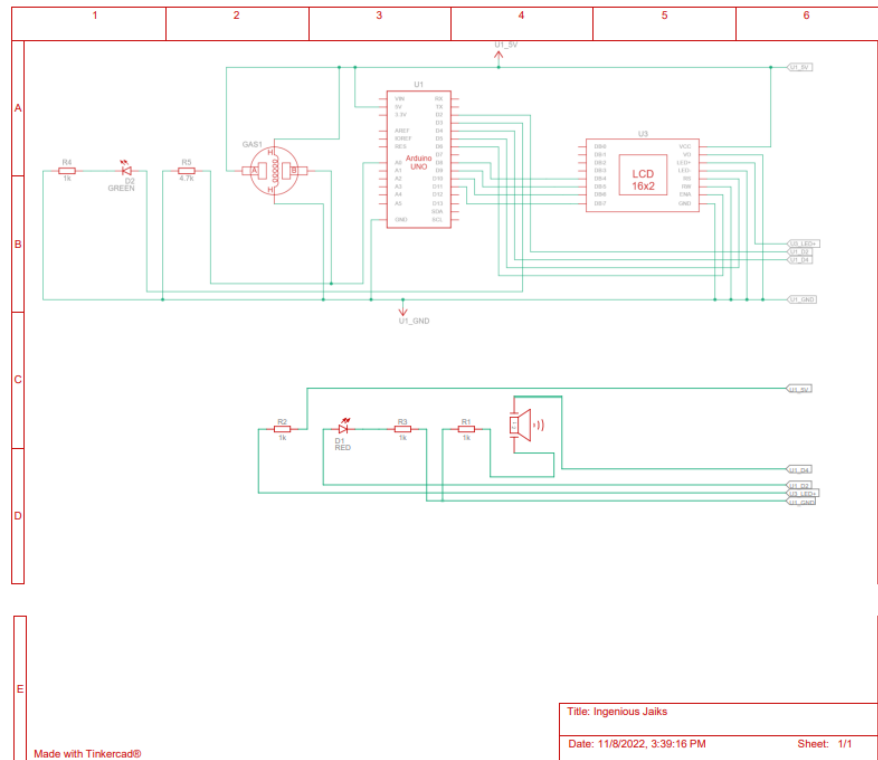 1 2 3 4 5 6
U1_5V
U1_5V
A
U1
VIN
5V
3.3V
AREF
IOREF
RES
A0
A1
A2
A3
A4
A5
GND
RX
TX
D2
D3
D4
D5
D6
D7
D8
D9
D10
D11
D12
D13
SDA
SCL
Arduino
UNO
GAS1
H
A B
H
R4
1k
D2
GREEN
R5
4.7k
U3
DB0
DB1
DB2
DB3
DB4
DB5
DB6
DB7
VCC
VO
LED+
LED-
RS
RW
ENA
GND
LCD
16x2
B
U3_LED+
U1_D2
U1_D4
U1_GND
U1_GND
C
U1_5V
R2
1k
D1
RED
R3
1k
R1
1k
U1_D4
U1_D2
U3_LED+
U1_GND
D
E
Title: Ingenious Jaiks
Date: 11/8/2022, 3:39:16 PM Sheet: 1/1
Made with Tinkercad®